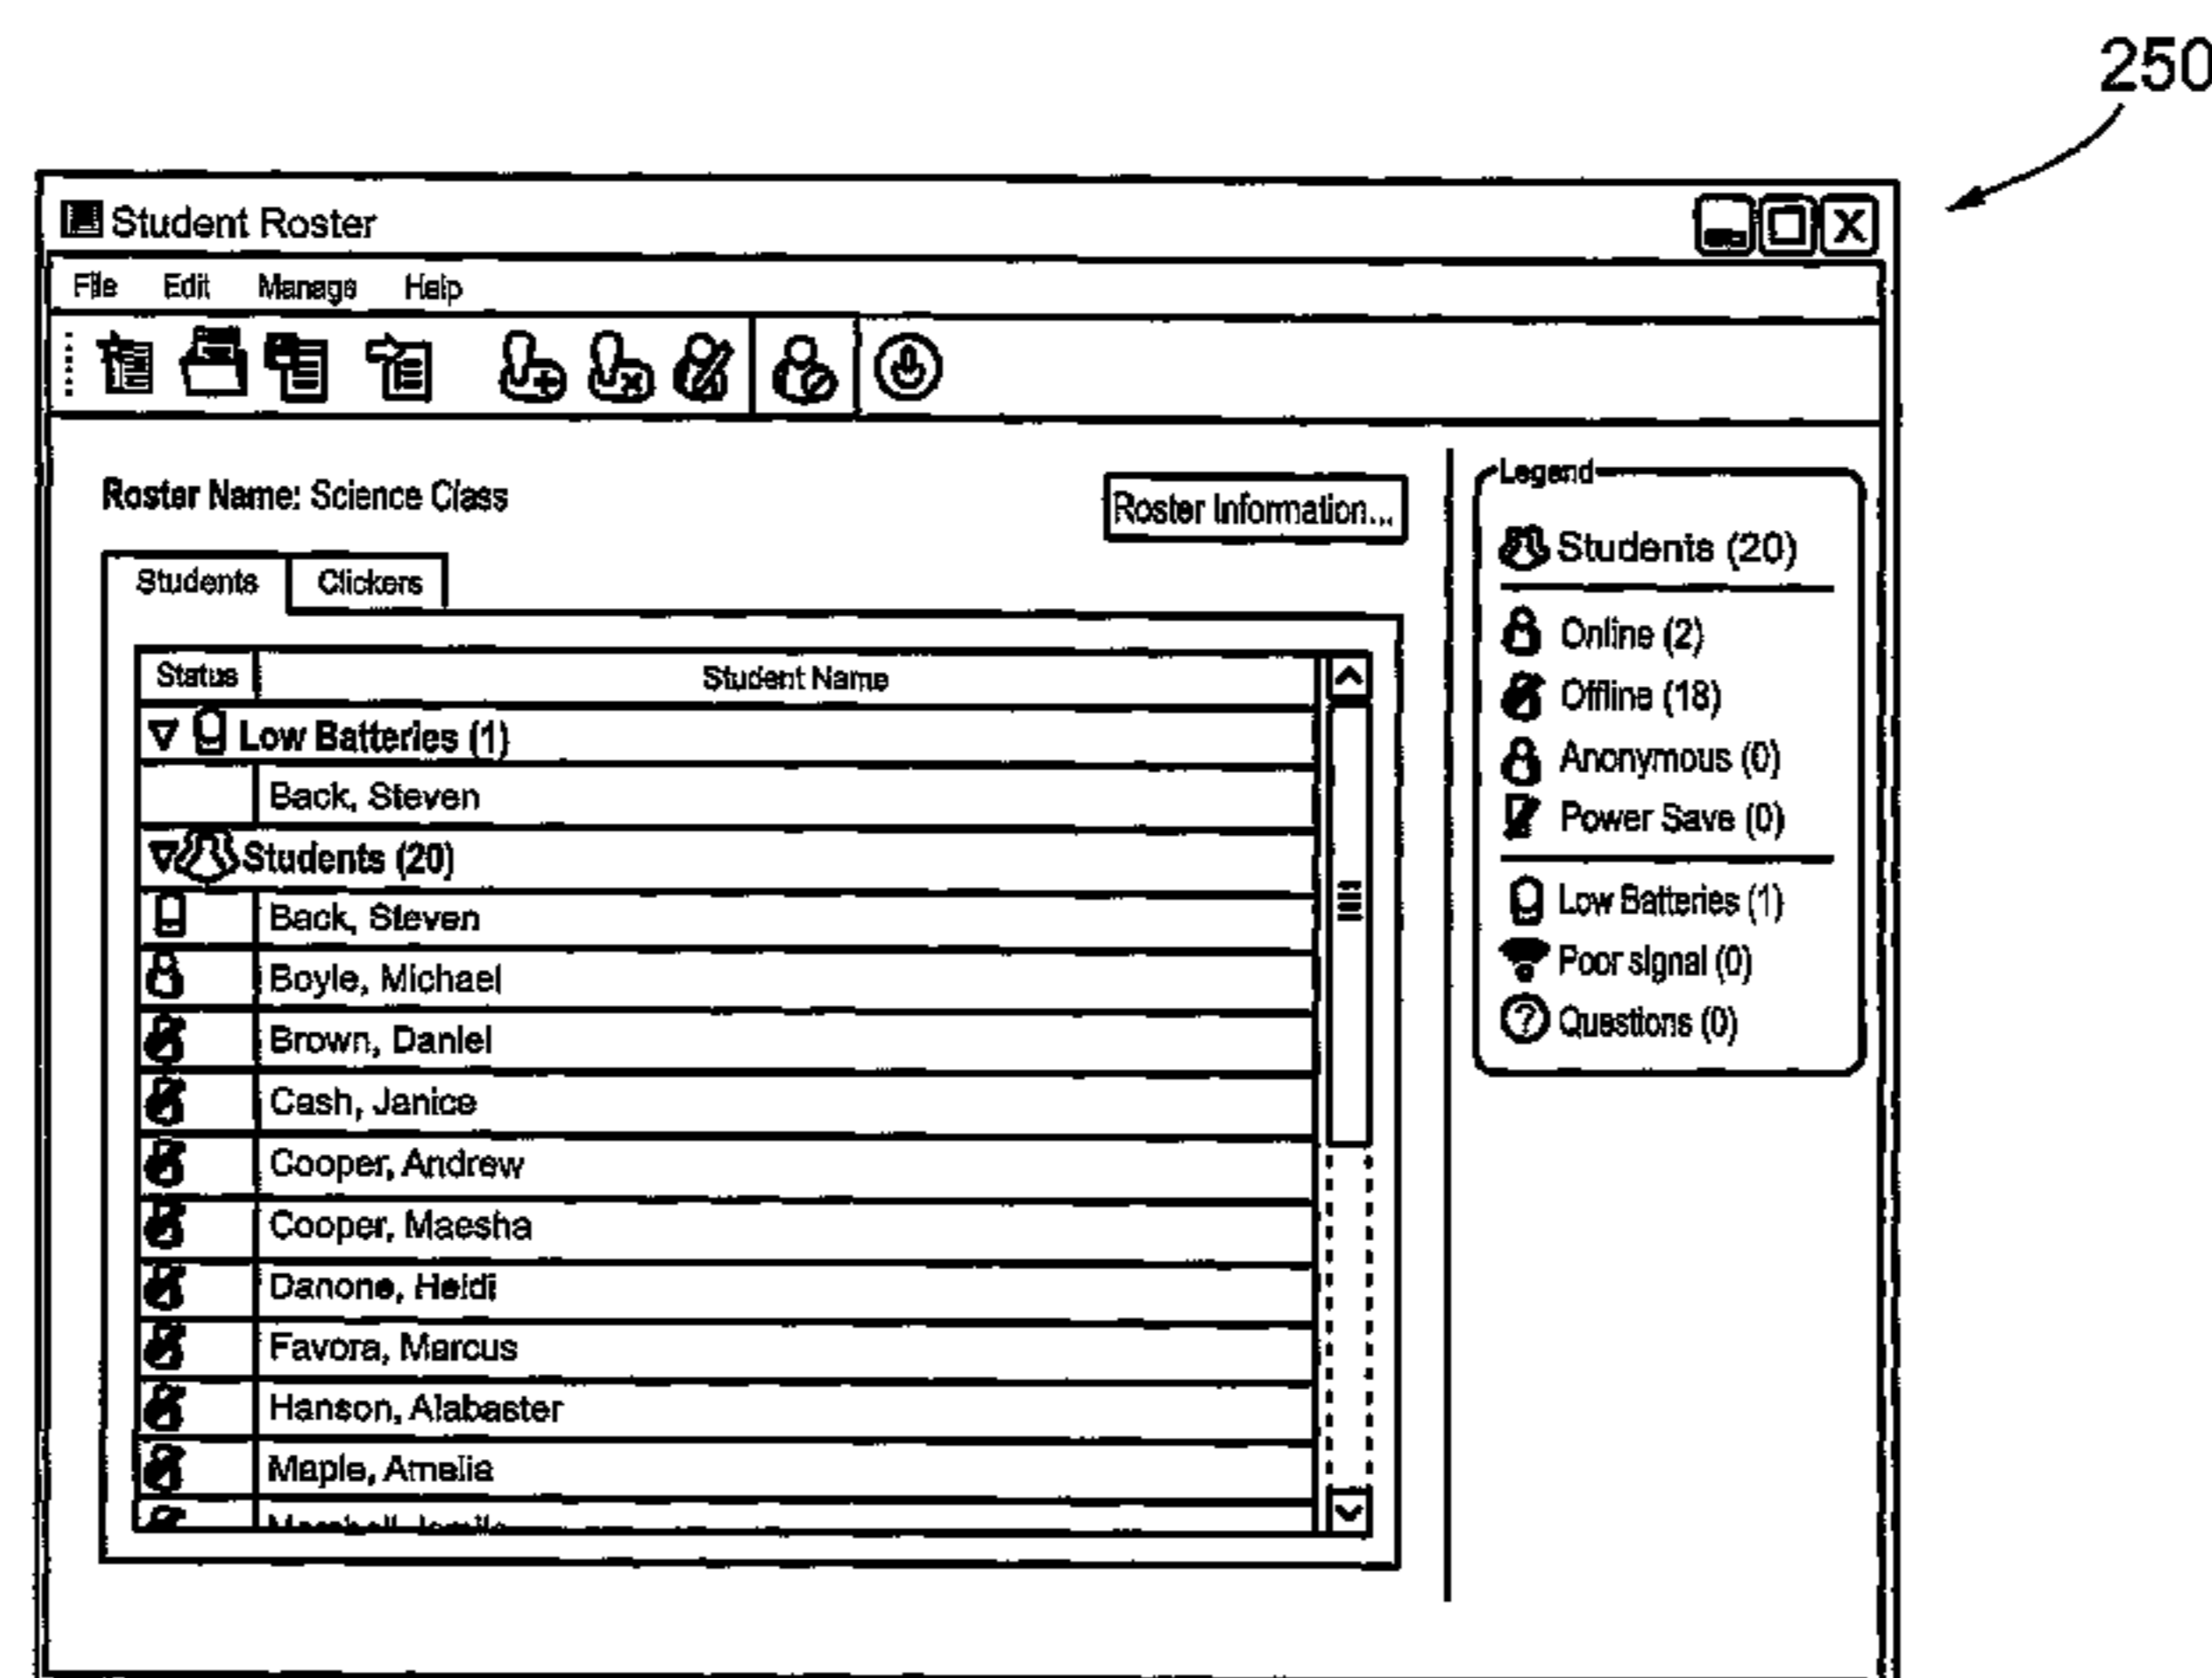 250
Student Roster
File Edit Manage Help
Roster Name: Science Class
Roster Information...
Students Clickers
Status Student Name
Low Batteries (1)
Back, Steven
Students (20)
Back, Steven
Boyle, Michael
Brown, Daniel
Cash, Janice
Cooper, Andrew
Cooper, Maesha
Danone, Heidi
Favora, Marcus
Hanson, Alabaster
Maple, Amelia
Legend
Students (20)
Online (2)
Offline (18)
Anonymous (0)
Power Save (0)
Low Batteries (1)
Poor signal (0)
Questions (0)